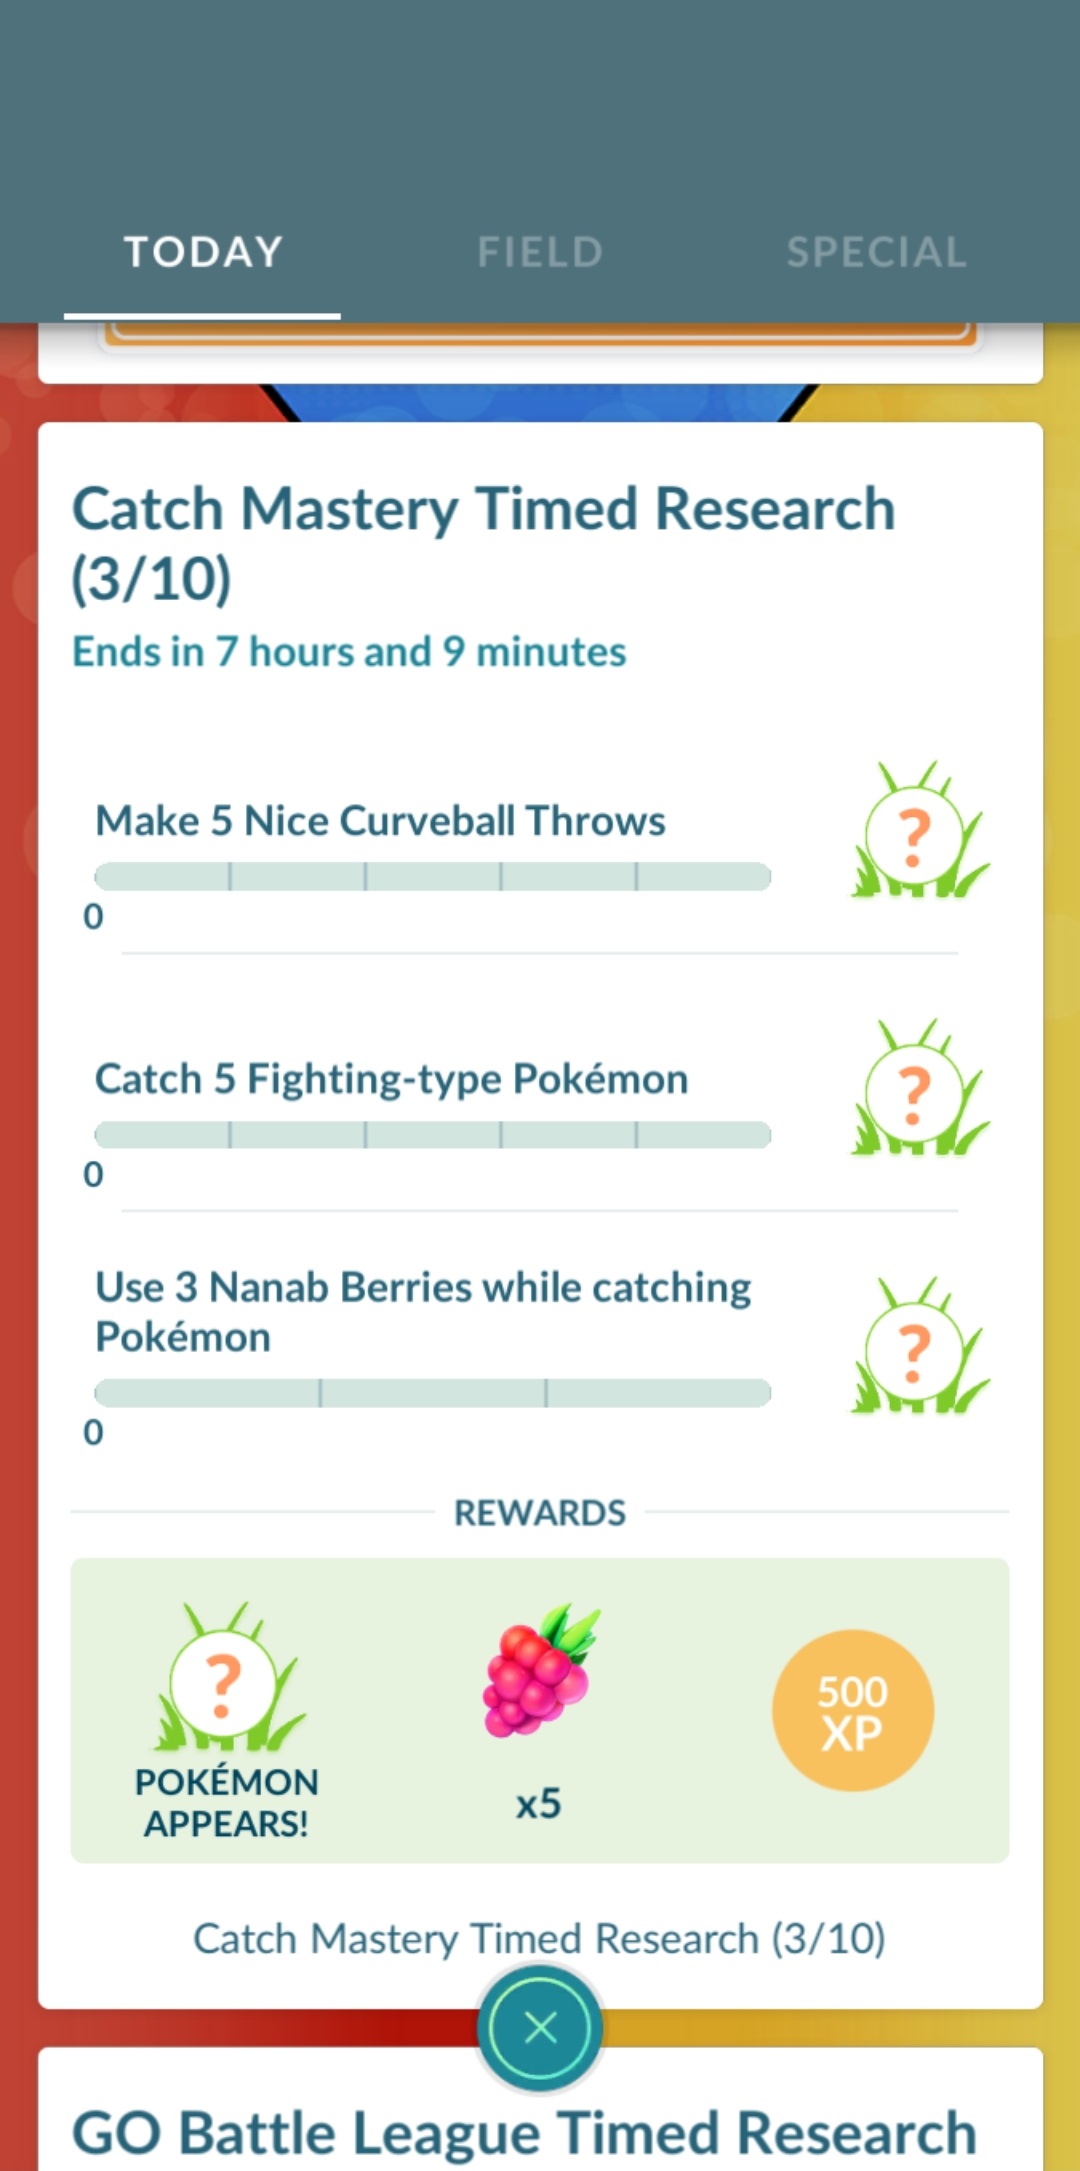 TODAY
FIELD
SPECIAL
Catch Mastery Timed Research
(3/10)
Ends in 7 hours and 9 minutes
Make 5 Nice Curveball Throws
?
0
Catch 5 Fighting-type Pokémon
?
0
Use 3 Nanab Berries while catching
Pokémon
?
0
REWARDS
?
POKÉMON
APPEARS!
x5
500
XP
Catch Mastery Timed Research (3/10)
GO Battle League Timed Research